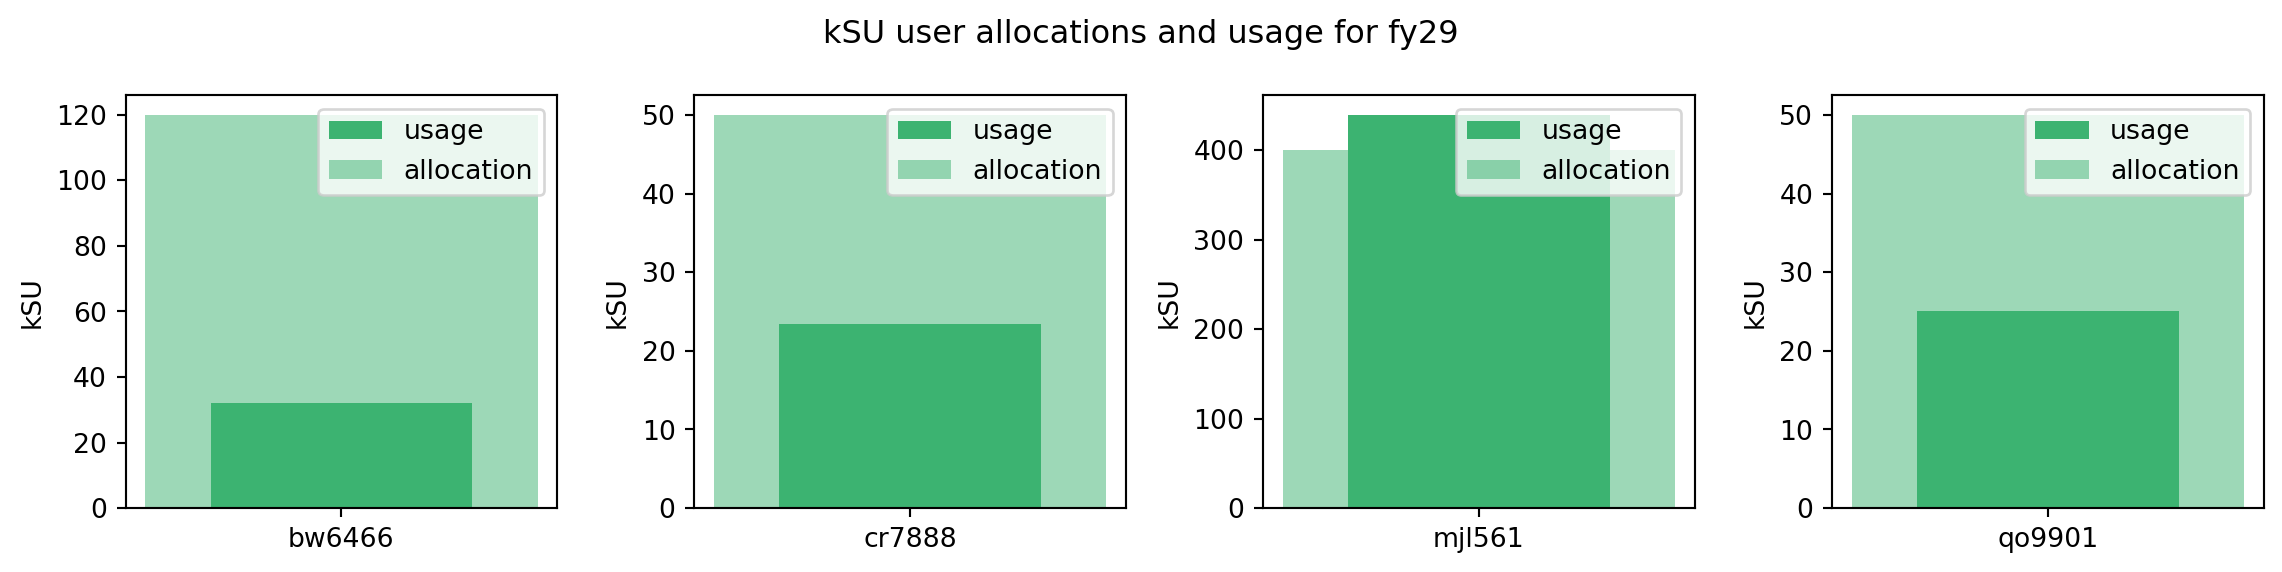 kSU user allocations and usage for fy29
kSU
120
100
80
60
40
20
0
usage
allocation
bw6466
kSU
50
40
30
20
10
0
usage
allocation
cr7888
kSU
400
300
200
100
0
usage
allocation
mjl561
kSU
50
40
30
20
10
0
usage
allocation
qo9901